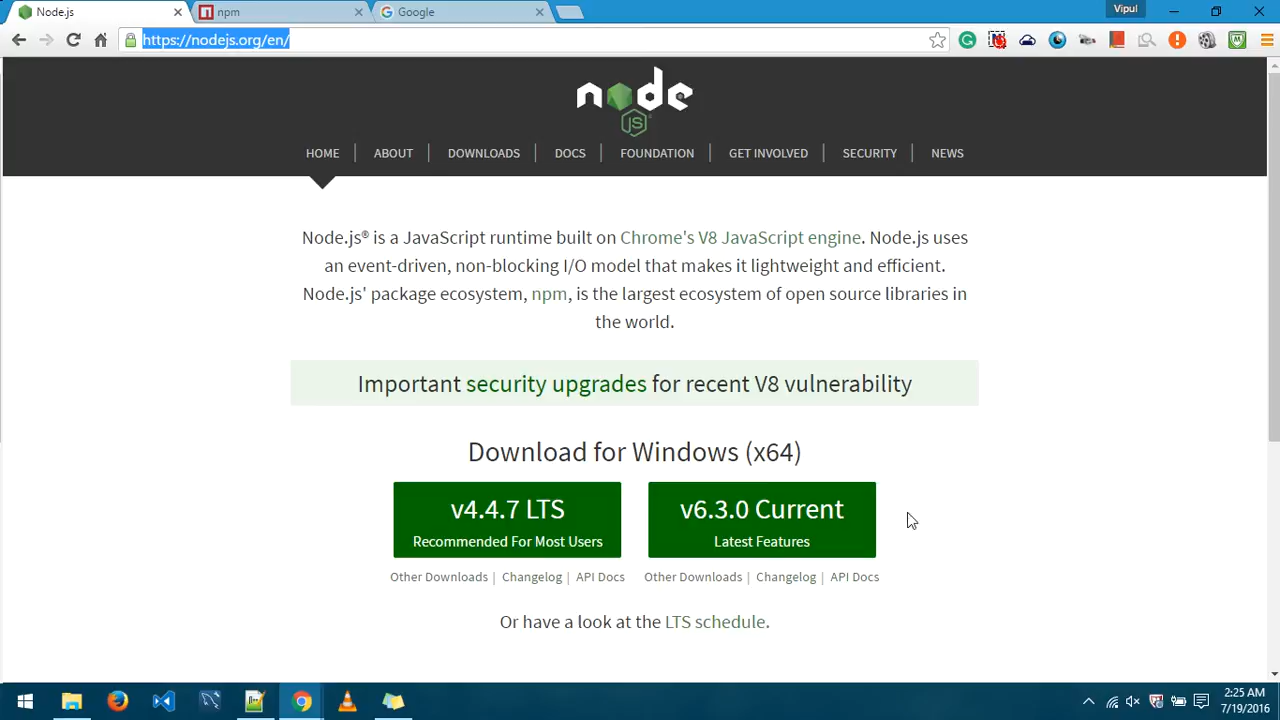 Node.js
npm
Google
Vipul
https://nodejs.org/en/
node
JS
HOME
ABOUT
DOWNLOADS
DOCS
FOUNDATION
GET INVOLVED
SECURITY
NEWS
Node.js® is a JavaScript runtime built on Chrome's V8 JavaScript engine. Node.js uses
an event-driven, non-blocking I/O model that makes it lightweight and efficient.
Node.js' package ecosystem, npm, is the largest ecosystem of open source libraries in
the world.
Important security upgrades for recent V8 vulnerability
Download for Windows (x64)
v4.4.7 LTS
Recommended For Most Users
v6.3.0 Current
Latest Features
Other Downloads | Changelog | API Docs
Other Downloads | Changelog | API Docs
Or have a look at the LTS schedule.
2:25 AM
7/19/2016